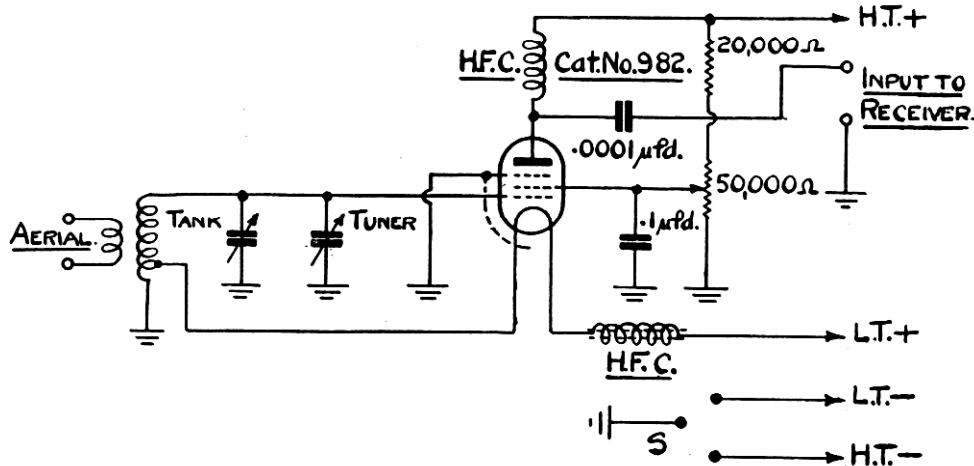 H.T.+
20,000Ω
H.F.C. Cat.No.982.
INPUT TO
RECEIVER.
.0001 μfd.
50,000Ω
TANK
TUNER
AERIAL.
.1μfd.
L.T.+
H.F.C.
L.T.-
S
H.T.-